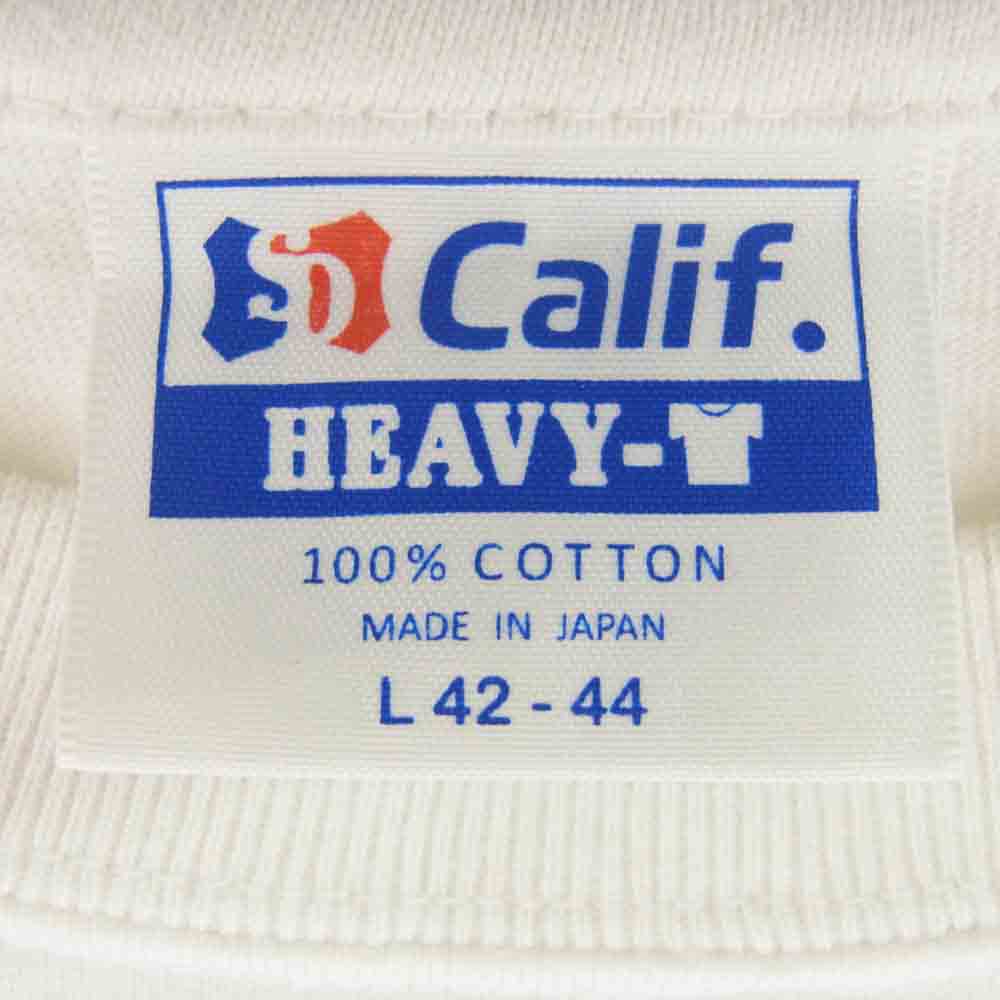 SD Calif.
HEAVY-
100% COTTON
MADE IN JAPAN
L 42 - 44